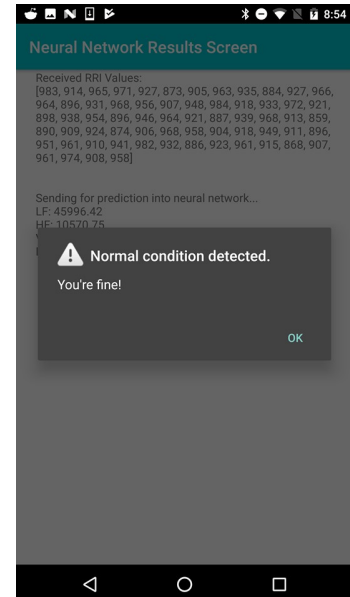 8:54
Neural Network Results Screen
Received RRI Values:
[983, 914, 965, 971, 927, 873, 905, 963, 935, 884, 927, 966,
964, 896, 931, 968, 956, 907, 948, 984, 918, 933, 972, 921,
898, 938, 954, 896, 946, 964, 921, 887, 939, 968, 913, 859,
890, 909, 924, 874, 906, 968, 958, 904, 918, 949, 911, 896,
951, 961, 910, 941, 982, 932, 886, 923, 961, 915, 868, 907,
961, 974, 908, 958]
Sending for prediction into neural network...
LF: 45996.42
HF: 10570.75
Normal condition detected.
You're fine!
OK